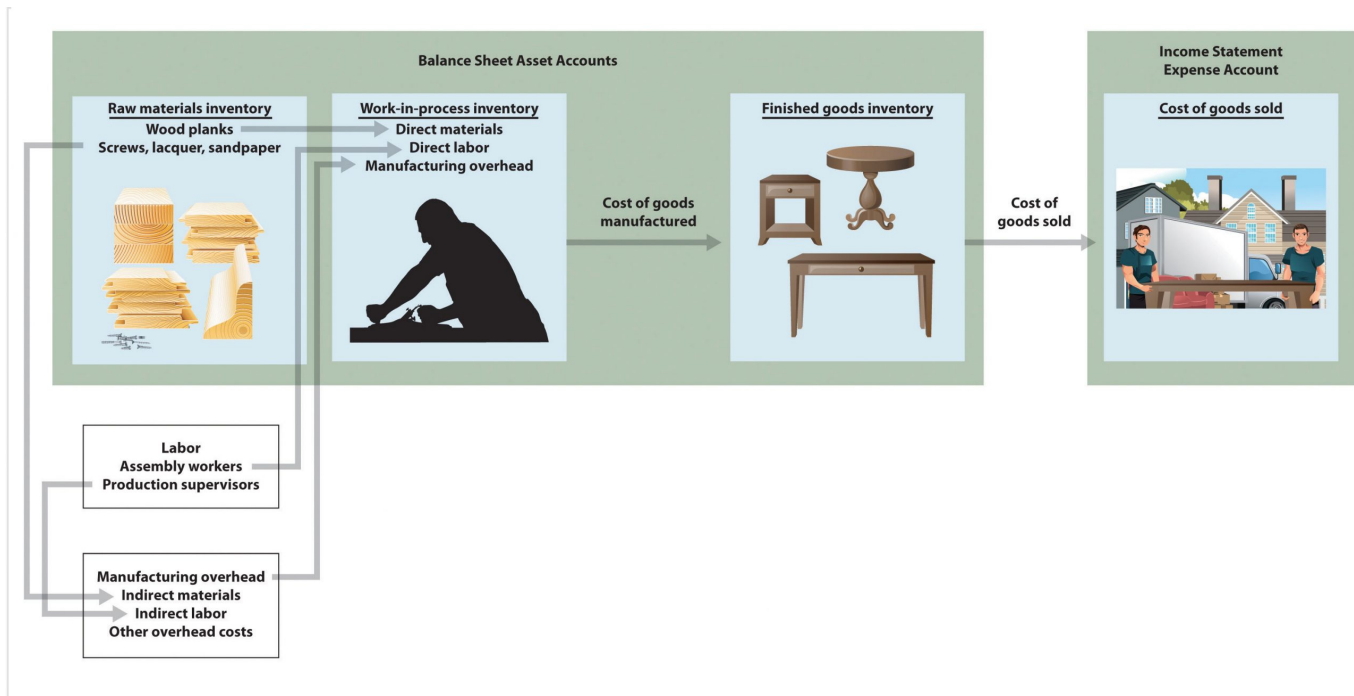 Balance Sheet Asset Accounts
Raw materials inventory
Wood planks
Screws, lacquer, sandpaper
Work-in-process inventory
Direct materials
Direct labor
Manufacturing overhead
Cost of goods
manufactured
Finished goods inventory
Cost of
goods sold
Income Statement
Expense Account
Cost of goods sold
Labor
Assembly workers
Production supervisors
Manufacturing overhead
Indirect materials
Indirect labor
Other overhead costs